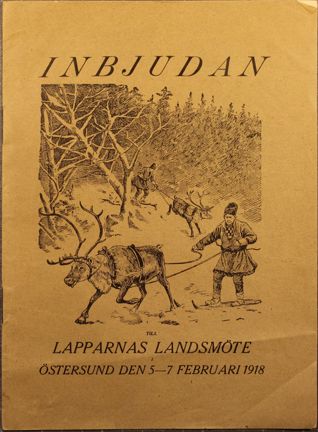 INBJUDAN
TILL
LAPPARNAS LANDSMÖTE
ÖSTERSUND DEN 5—7 FEBRUARI 1918